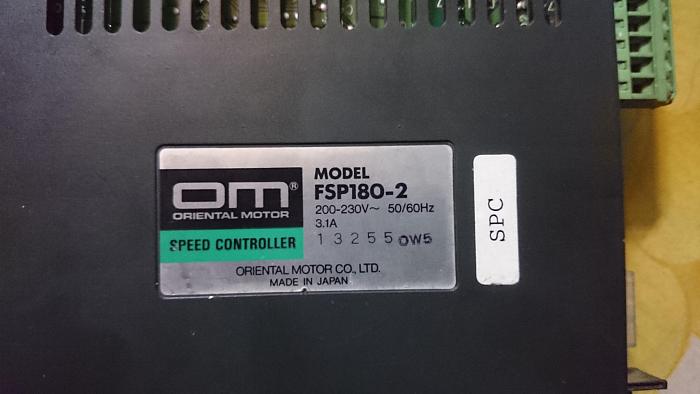 om®
ORIENTAL MOTOR
SPEED CONTROLLER
MODEL
FSP180-2
200-230V~ 50/60Hz
3.1A
13255 0W5
ORIENTAL MOTOR CO., LTD.
MADE IN JAPAN
SPC